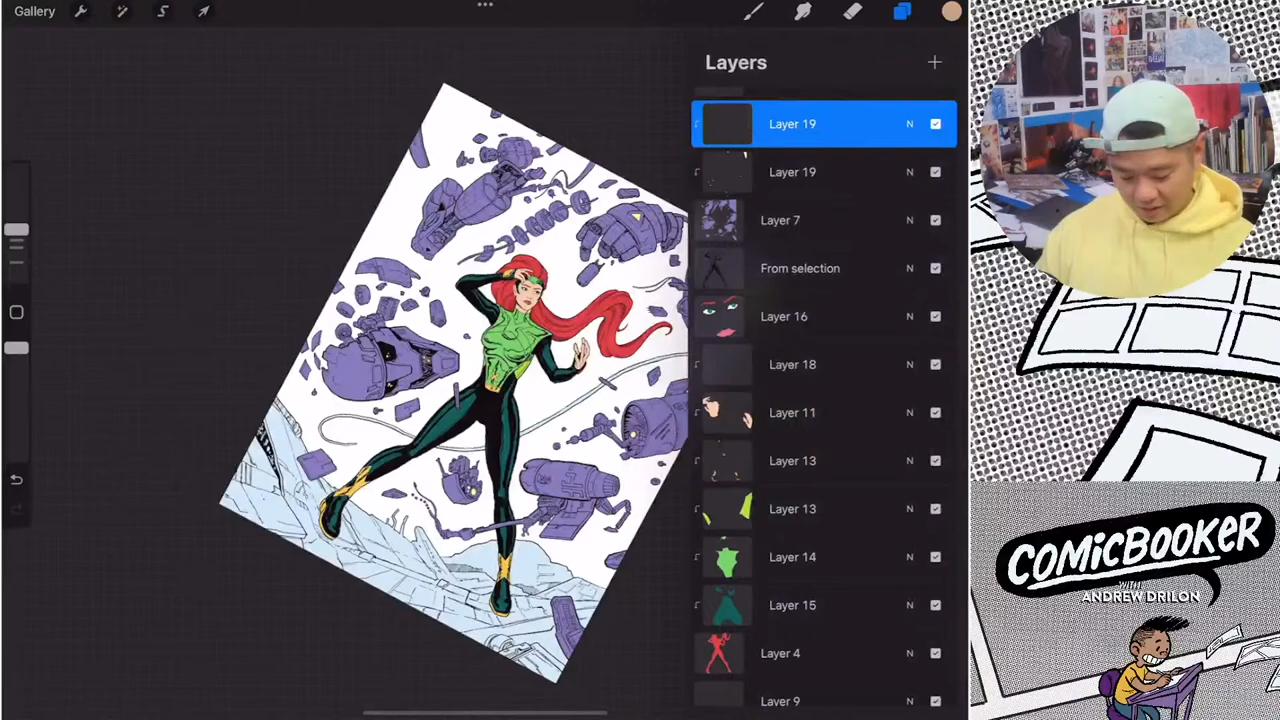 Gallery
Layers
Layer 19 N
Layer 19 N
Layer 7 N
From selection N
Layer 16 N
Layer 18 N
Layer 11 N
Layer 13 N
Layer 13 N
Layer 14 N
Layer 15 N
Layer 4 N
Layer 9 N
COMiCBOOKER
WITH
ANDREW DRILON